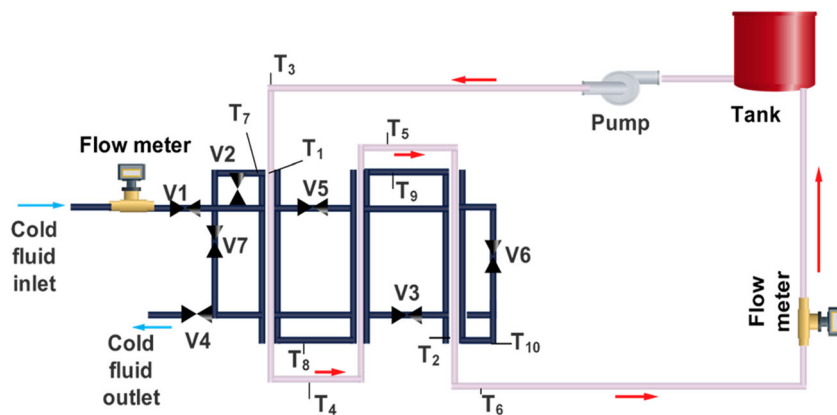 T3
Pump
Tank
T7
T5
Flow meter
V2
T1
V1
V5
T9
Cold
fluid
inlet
V7
V6
V3
V4
T8
T2
T10
Cold
fluid
outlet
T4
T6
Flow
meter